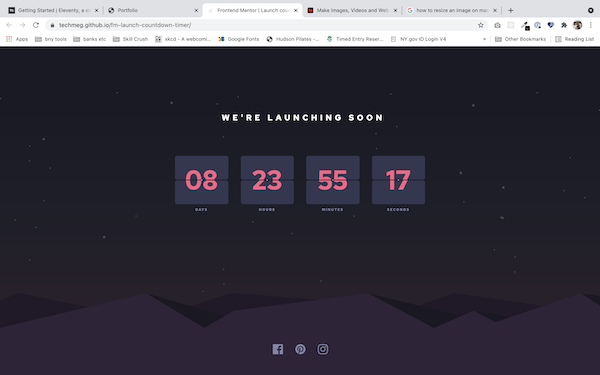 Getting Started | Eleventy, a si
Portfolio
Frontend Mentor | Launch cou
Make Images, Videos and Web
how to resize an image on mac
techmeg.github.io/fm-launch-countdown-timer/
Apps
bny tools
banks etc
Skill Crush
xkcd - A webcomi...
Google Fonts
Hudson Pilates -...
Timed Entry Reser...
NY.gov ID Login V4
Other Bookmarks
Reading List
WE'RE LAUNCHING SOON
08 23 55 17
DAYS HOURS MINUTES SECONDS